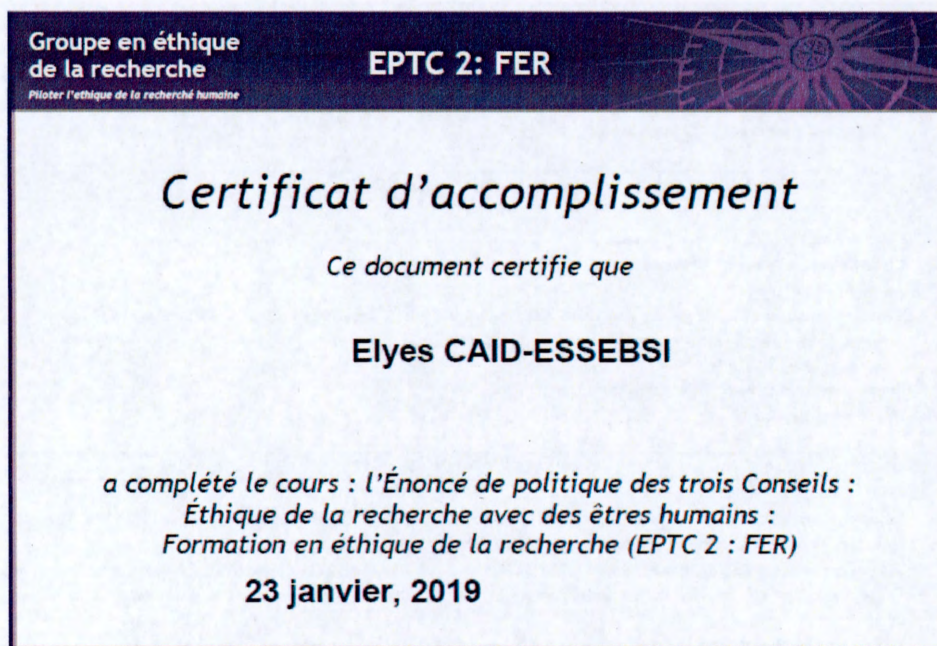 Groupe en éthique
de la recherche
Piloter l'ethique de la recherché humaine
EPTC 2: FER
Certificat d'accomplissement
Ce document certifie que
Elyes CAID-ESSEBSI
a complété le cours : l'Énoncé de politique des trois Conseils :
Éthique de la recherche avec des êtres humains :
Formation en éthique de la recherche (EPTC 2 : FER)
23 janvier, 2019